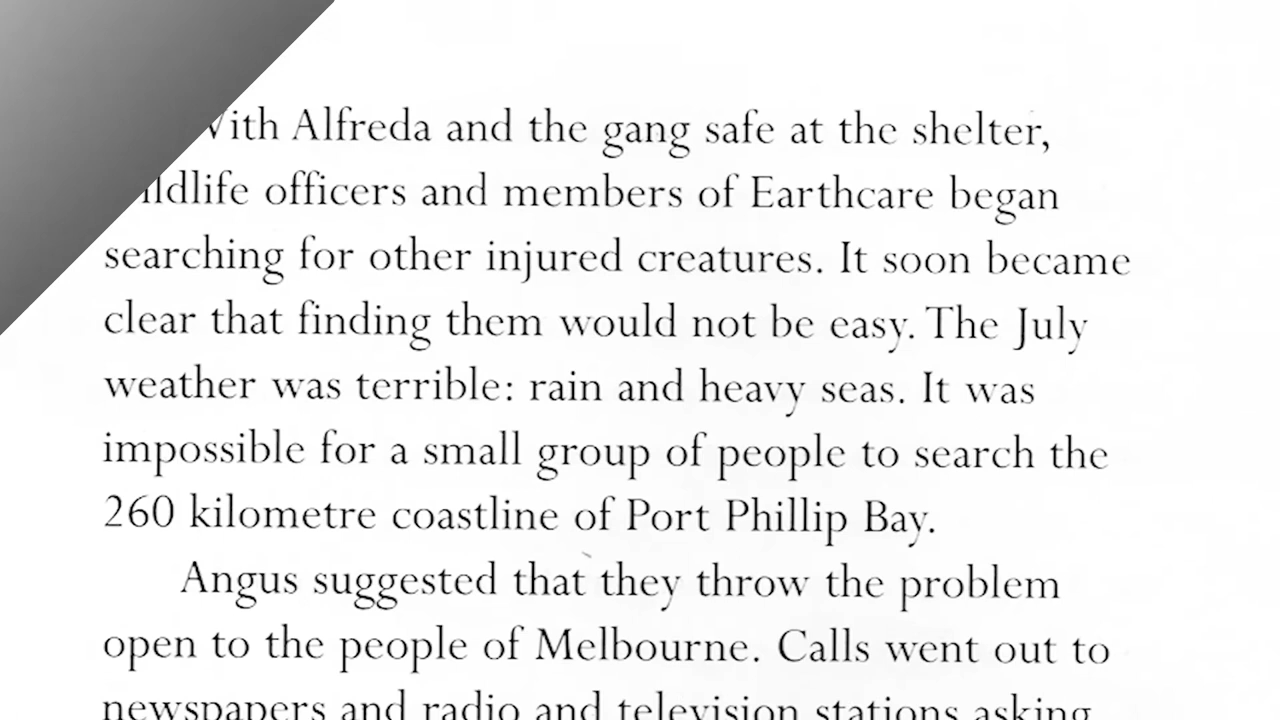 With Alfreda and the gang safe at the shelter,
wildlife officers and members of Earthcare began
searching for other injured creatures. It soon became
clear that finding them would not be easy. The July
weather was terrible: rain and heavy seas. It was
impossible for a small group of people to search the
260 kilometre coastline of Port Phillip Bay.
Angus suggested that they throw the problem
open to the people of Melbourne. Calls went out to
newspapers and radio and television stations asking